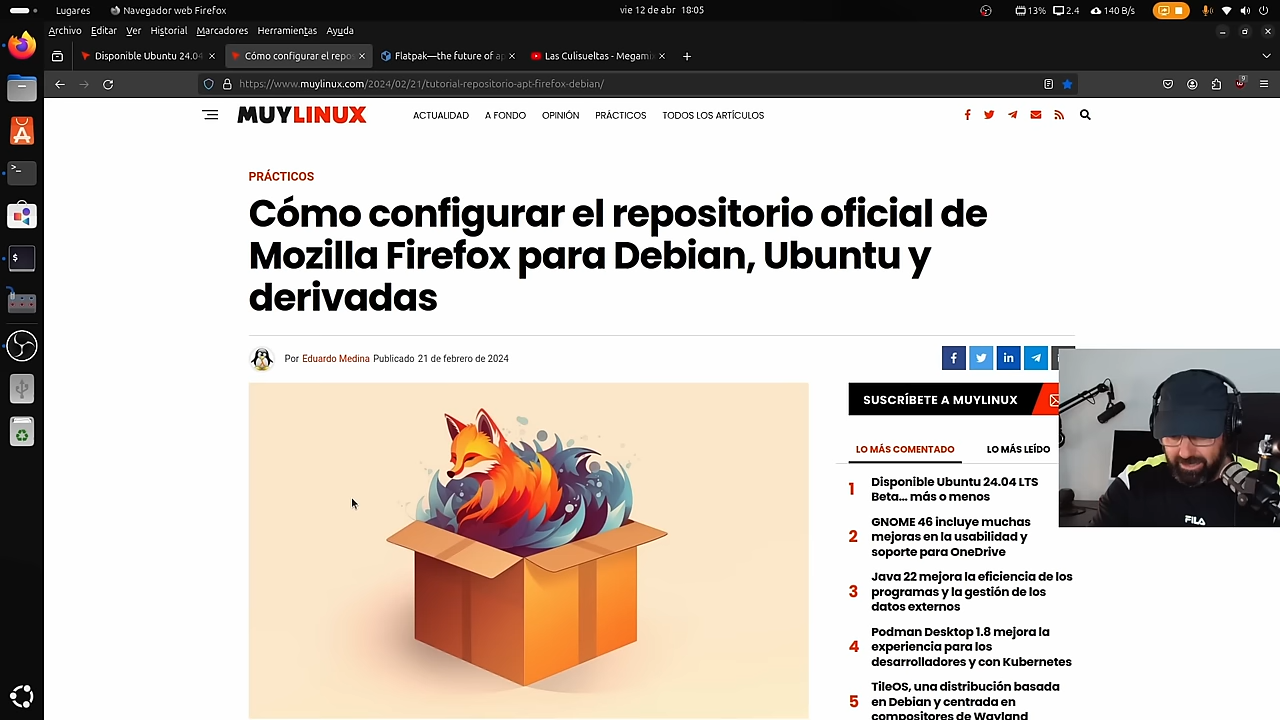 Lugares
Navegador web Firefox
vie 12 de abr 18:05
13%
2.4
140 B/s
Archivo Editar Ver Historial Marcadores Herramientas Ayuda
Disponible Ubuntu 24.04
Cómo configurar el repos
Flatpak—the future of ap
Las Culisueltas - Megami
https://www.muylinux.com/2024/02/21/tutorial-repositorio-apt-firefox-debian/
MUYLINUX
ACTUALIDAD
A FONDO
OPINIÓN
PRÁCTICOS
TODOS LOS ARTÍCULOS
PRÁCTICOS
Cómo configurar el repositorio oficial de
Mozilla Firefox para Debian, Ubuntu y
derivadas
Por Eduardo Medina Publicado 21 de febrero de 2024
SUSCRÍBETE A MUYLINUX
LO MÁS COMENTADO
LO MÁS LEÍDO
1 Disponible Ubuntu 24.04 LTS
Beta… más o menos
2 GNOME 46 incluye muchas
mejoras en la usabilidad y
soporte para OneDrive
3 Java 22 mejora la eficiencia de los
programas y la gestión de los
datos externos
4 Podman Desktop 1.8 mejora la
experiencia para los
desarrolladores y con Kubernetes
5 TileOS, una distribución basada
en Debian y centrada en
compositores de Wayland
FILA